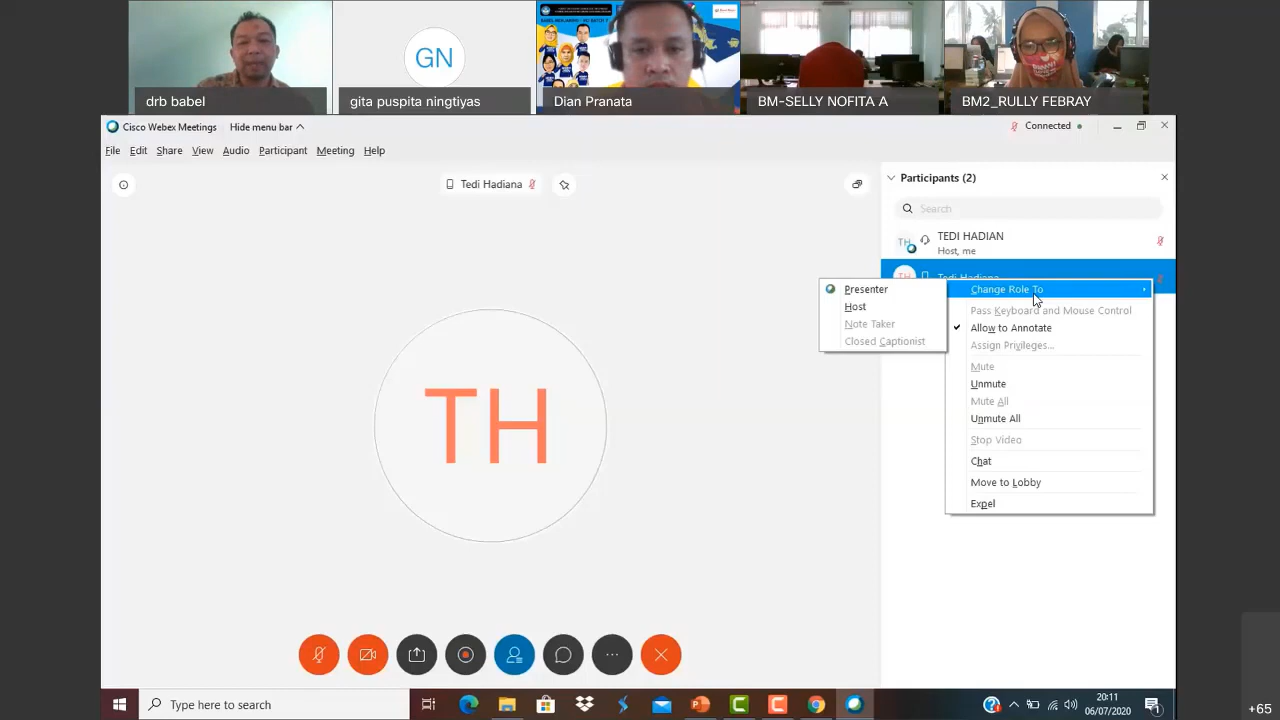 drb babel
GN
gita puspita ningtiyas
Dian Pranata
BM-SELLY NOFITA A
BM2_RULLY FEBRAY
Cisco Webex Meetings
Hide menu bar
Connected
File Edit Share View Audio Participant Meeting Help
Tedi Hadiana
Participants (2)
Search
TH
TEDI HADIAN
Host, me
TH
Tedi Hadiana
Change Role To
Presenter
Host
Note Taker
Closed Captionist
Pass Keyboard and Mouse Control
Allow to Annotate
Assign Privileges...
Mute
Unmute
Mute All
Unmute All
Stop Video
Chat
Move to Lobby
Expel
TH
Type here to search
20:11
06/07/2020
+65